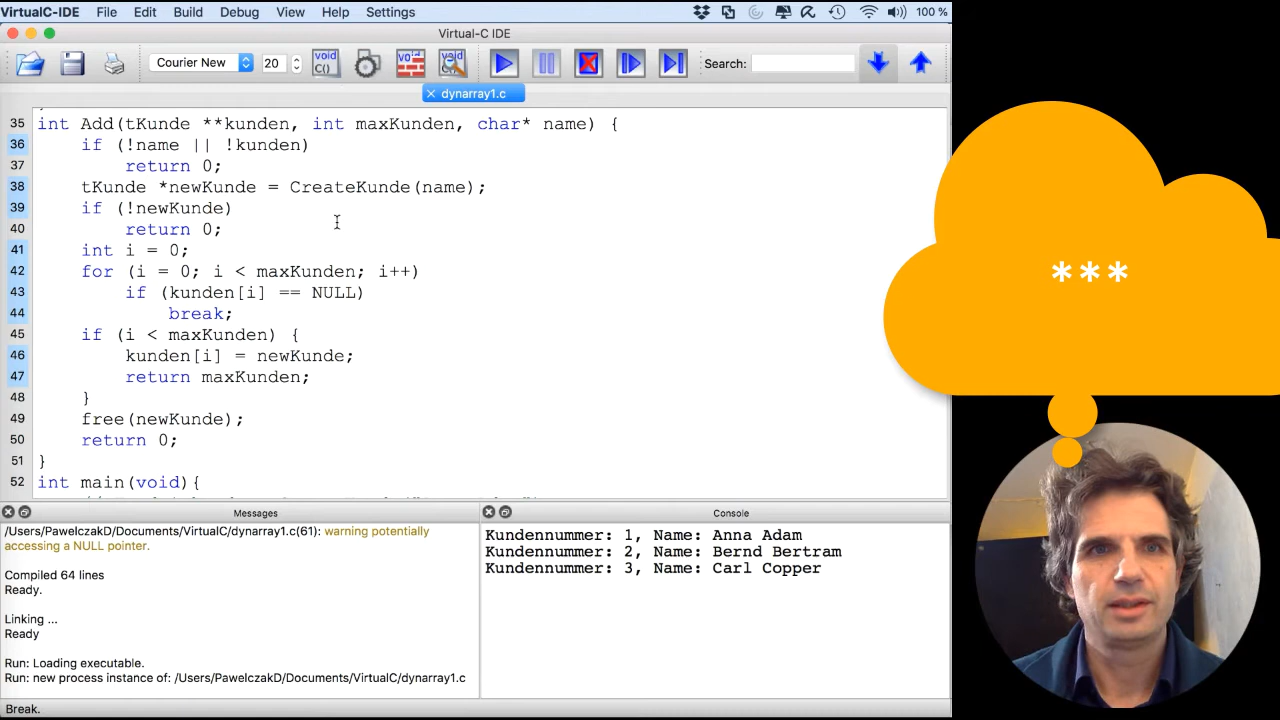 VirtualC-IDE File Edit Build Debug View Help Settings 100 %
Virtual-C IDE
Courier New 20 void C() void void Search:
dynarray1.c
35 int Add(tKunde **kunden, int maxKunden, char* name) {
36 if (!name || !kunden)
37 return 0;
38 tKunde *newKunde = CreateKunde(name);
39 if (!newKunde)
40 return 0;
41 int i = 0;
42 for (i = 0; i < maxKunden; i++)
43 if (kunden[i] == NULL)
44 break;
45 if (i < maxKunden) {
46 kunden[i] = newKunde;
47 return maxKunden;
48 }
49 free(newKunde);
50 return 0;
51 }
52 int main(void){
***
Messages
/Users/PawelczakD/Documents/VirtualC/dynarray1.c(61): warning potentially
accessing a NULL pointer.
Compiled 64 lines
Ready.
Linking ...
Ready
Run: Loading executable.
Run: new process instance of: /Users/PawelczakD/Documents/VirtualC/dynarray1.c
Console
Kundennummer: 1, Name: Anna Adam
Kundennummer: 2, Name: Bernd Bertram
Kundennummer: 3, Name: Carl Copper
Break.